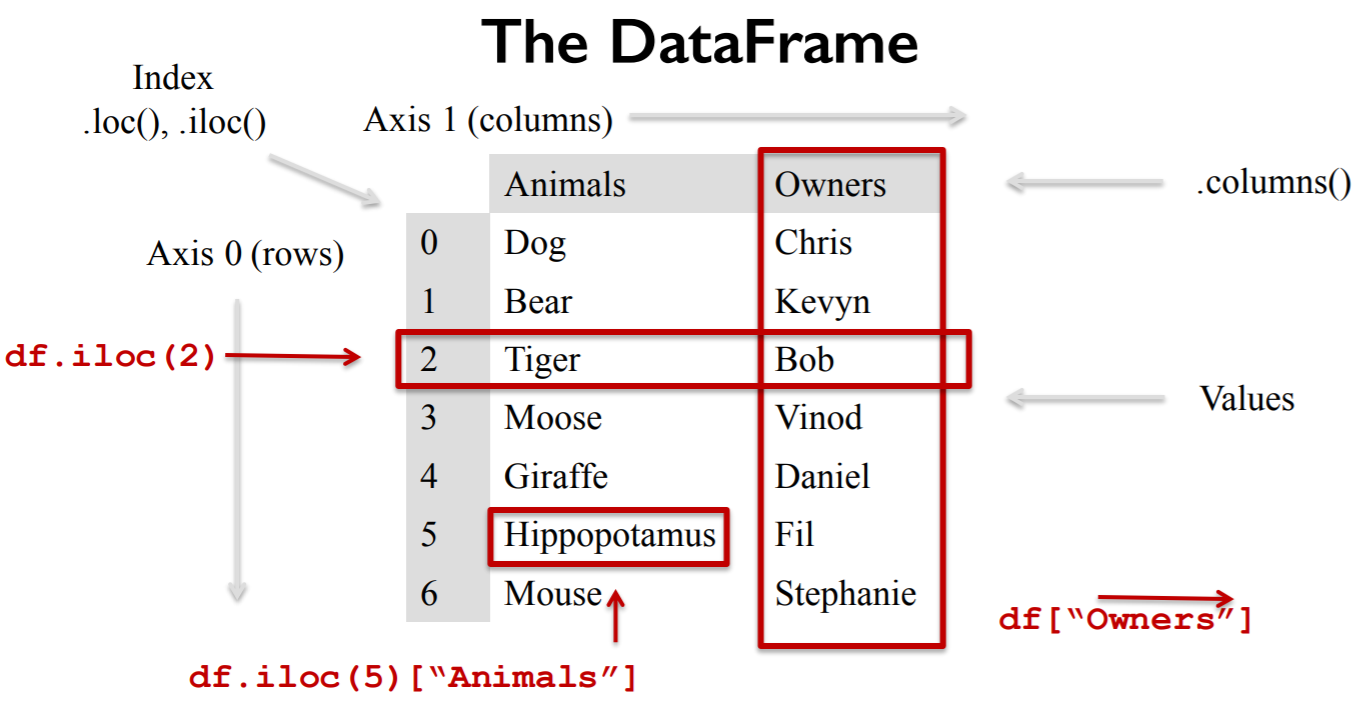 The DataFrame
Index
.loc(), .iloc()
Axis 1 (columns)
Animals Owners
.columns()
0 Dog Chris
Axis 0 (rows)
1 Bear Kevyn
df.iloc(2)
2 Tiger Bob
Values
3 Moose Vinod
4 Giraffe Daniel
5 Hippopotamus Fil
6 Mouse Stephanie
df[“Owners”]
df.iloc(5)[“Animals”]